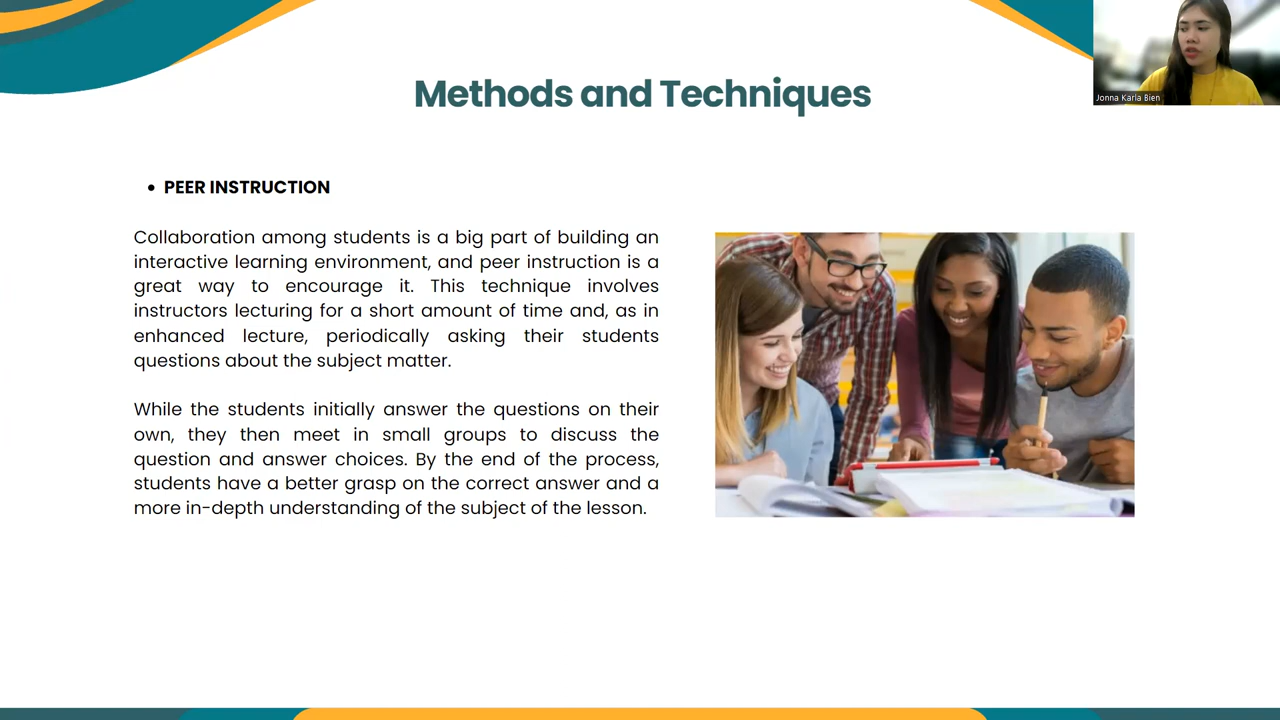 Methods and Techniques
Jonna Karla Bien
• PEER INSTRUCTION
Collaboration among students is a big part of building an
interactive learning environment, and peer instruction is a
great way to encourage it. This technique involves
instructors lecturing for a short amount of time and, as in
enhanced lecture, periodically asking their students
questions about the subject matter.
While the students initially answer the questions on their
own, they then meet in small groups to discuss the
question and answer choices. By the end of the process,
students have a better grasp on the correct answer and a
more in-depth understanding of the subject of the lesson.